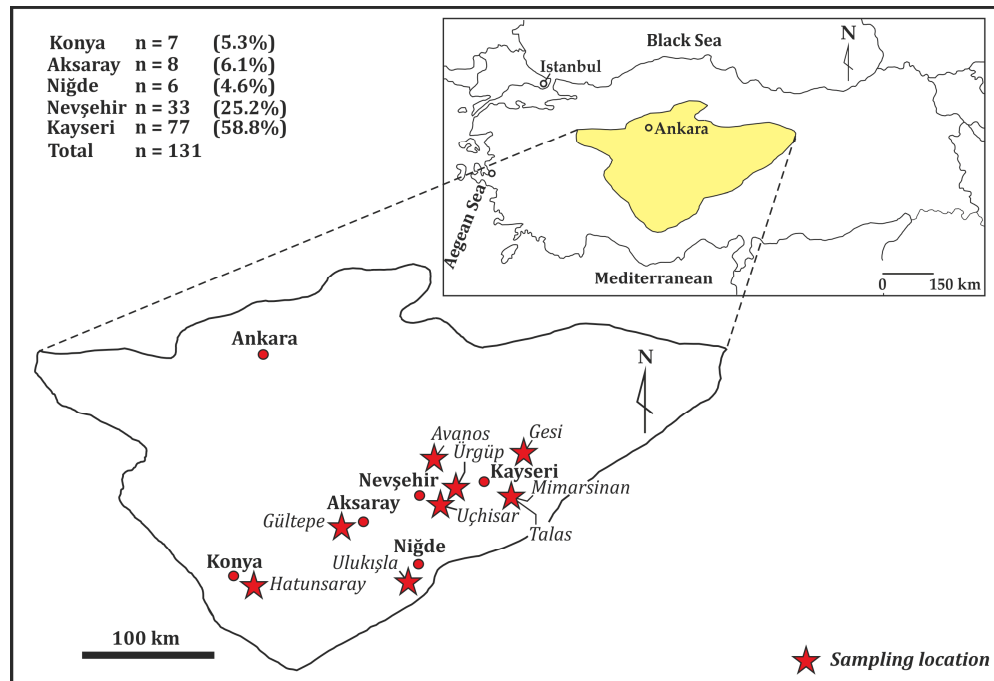 Konya n = 7 (5.3%)
Aksaray n = 8 (6.1%)
Niğde n = 6 (4.6%)
Nevşehir n = 33 (25.2%)
Kayseri n = 77 (58.8%)
Total n = 131
Black Sea
N
Istanbul
Ankara
Aegean Sea
Mediterranean
0 150 km
Ankara
N
Avanos
Gesi
Ürgüp
Nevşehir
Kayseri
Mimarsinan
Aksaray
Uçhisar
Gültepe
Talas
Niğde
Ulukışla
Konya
Hatunsaray
100 km
Sampling location